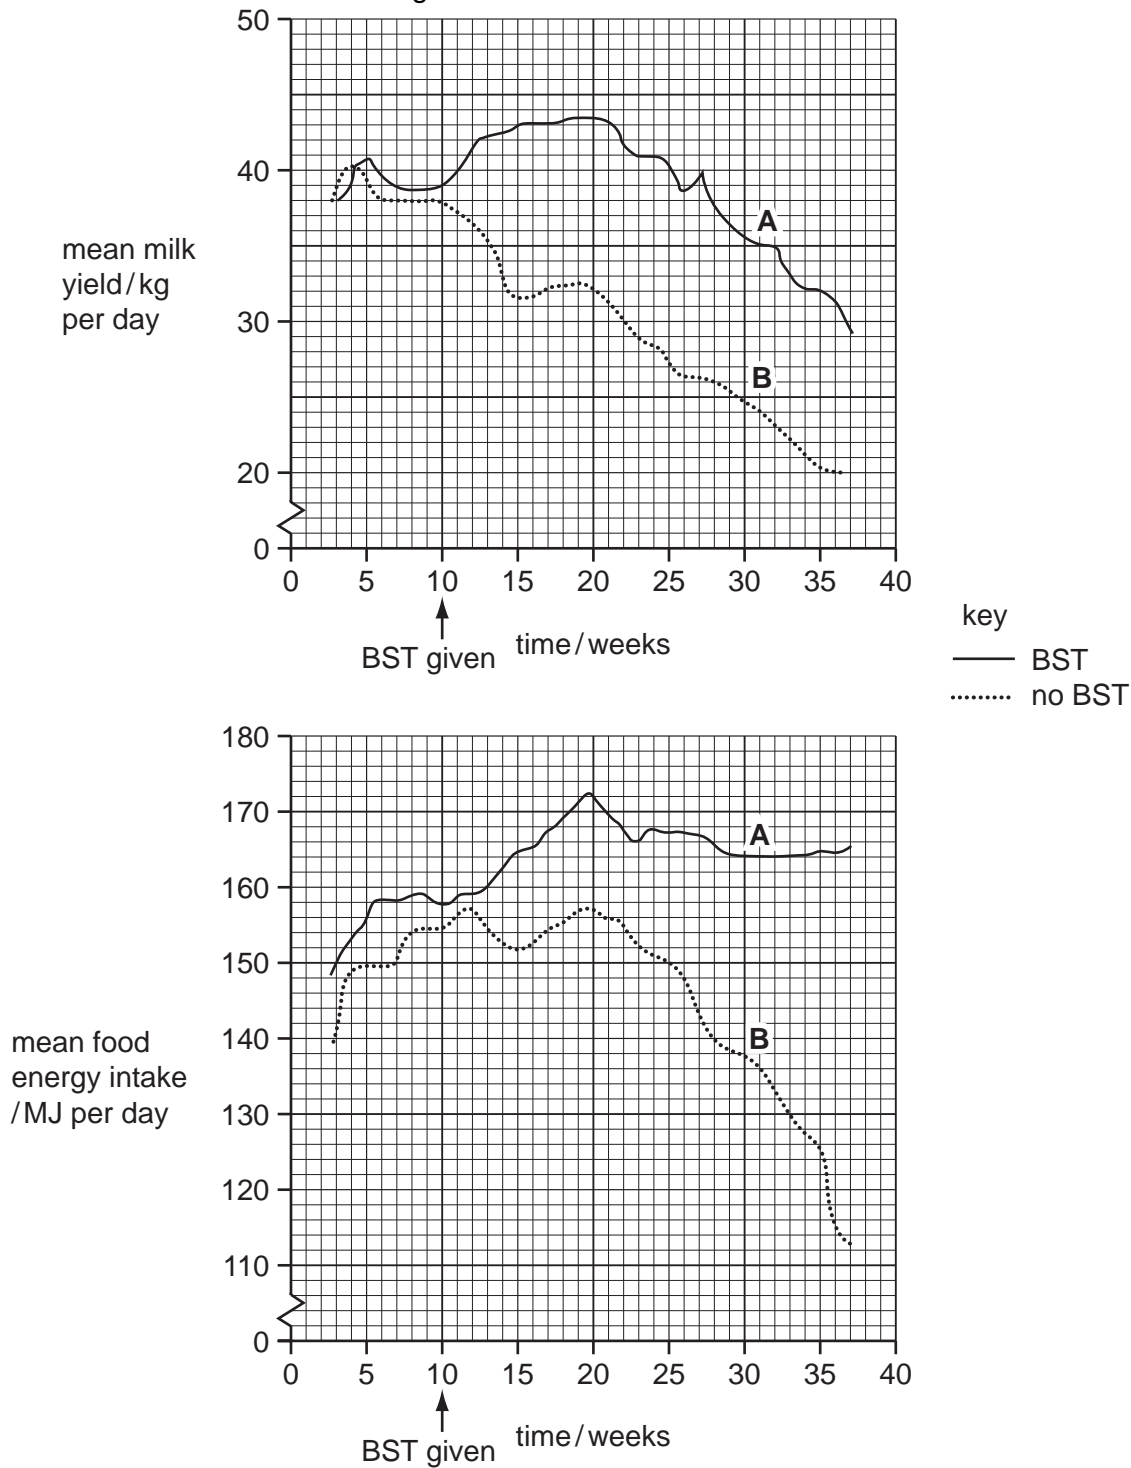 50
40
30
20
0
mean milk
yield / kg
per day
A
B
0 5 10 15 20 25 30 35 40
BST given
time / weeks
key
BST
no BST
180
170
160
150
140
130
120
110
0
mean food
energy intake
/ MJ per day
A
B
0 5 10 15 20 25 30 35 40
BST given
time / weeks